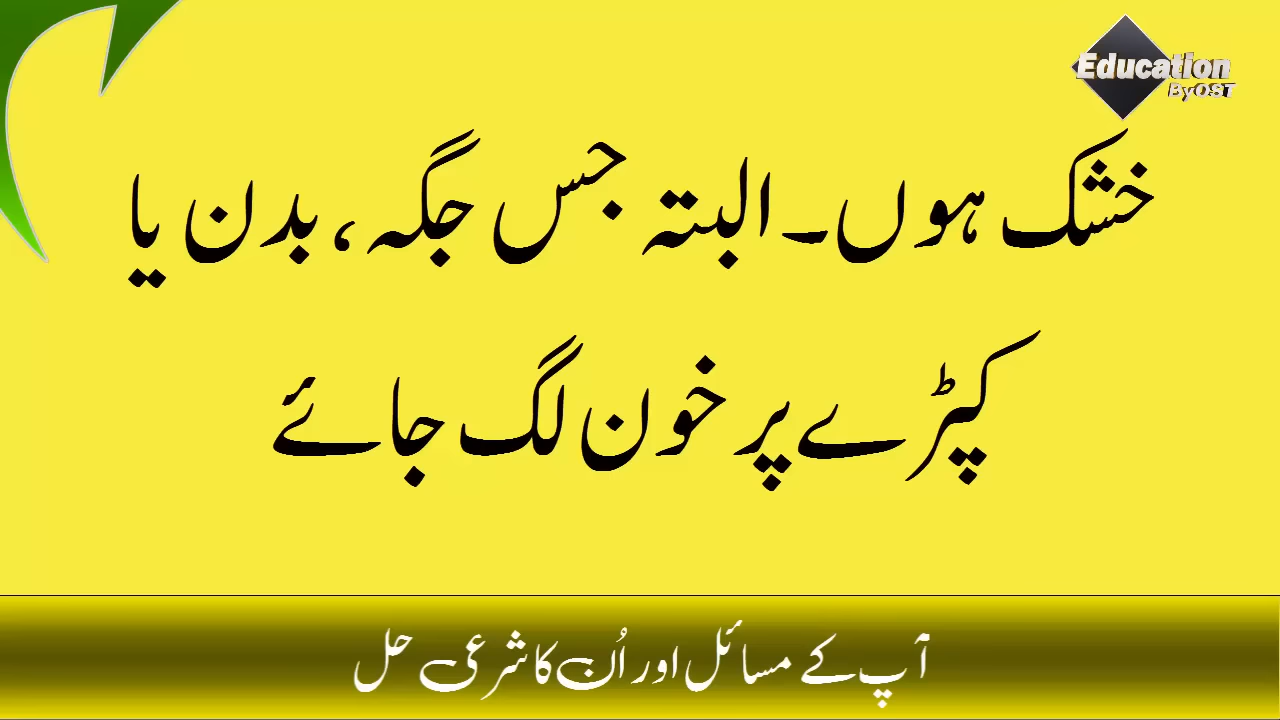 Education
ByOST
خشک ہوں۔ البتہ جس جگہ، بدن یا
کپڑے پر خون لگ جائے
آپ کے مسائل اور اُن کا شرعی حل